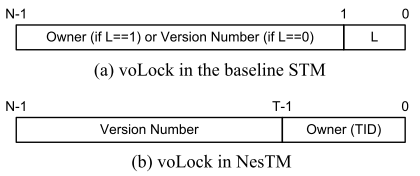 N-1 1 0
Owner (if L==1) or Version Number (if L==0) L
(a) voLock in the baseline STM
N-1 T-1 0
Version Number Owner (TID)
(b) voLock in NesTM